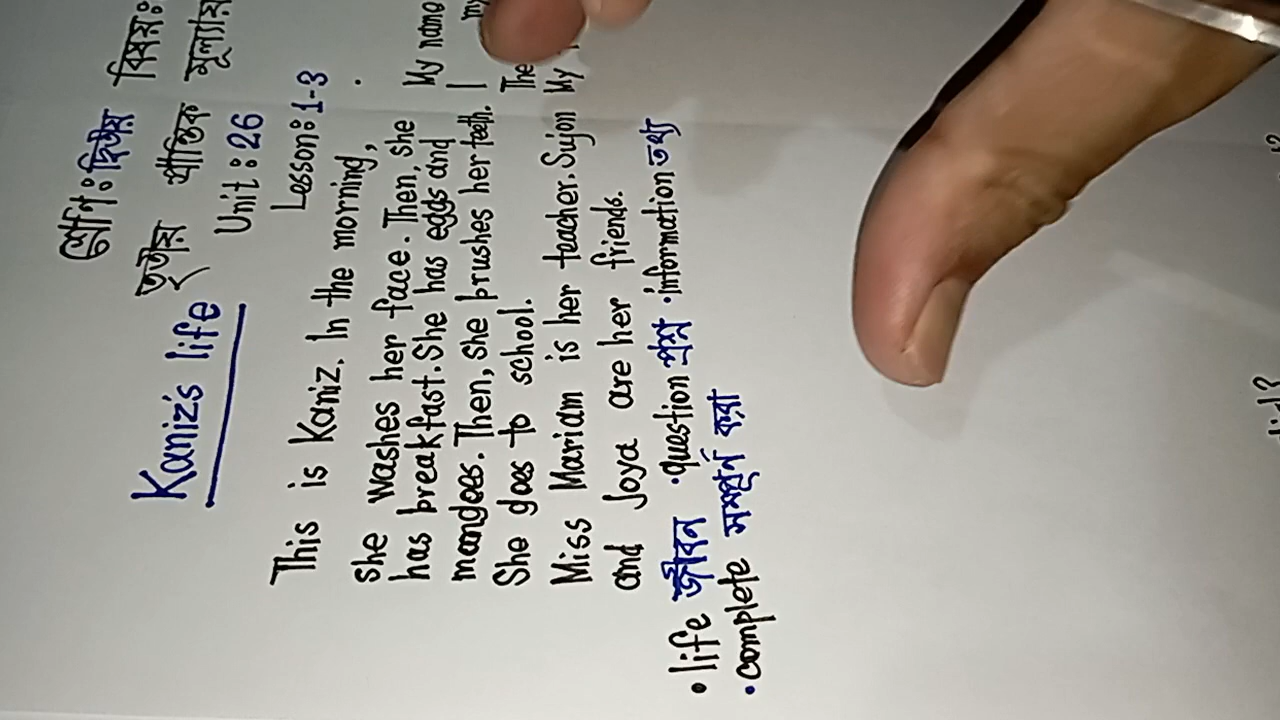 শ্রেণি: দ্বিতীয় বিষয়:
তৃতীয় প্রান্তিক মূল্যায়
Unit: 26
Kaniz's life
Lesson: 1-3
This is Kaniz. In the morning,
she washes her face. Then, she
has breakfast. She has eggs and
mangoes. Then, she brushes her teeth.
She goes to school.
Miss Mariam is her teacher. Sujon
and Joya are her friends.
• life জীবন • question প্রশ্ন • information তথ্য
• complete সম্পূর্ণ করা
My name
I my
The
My